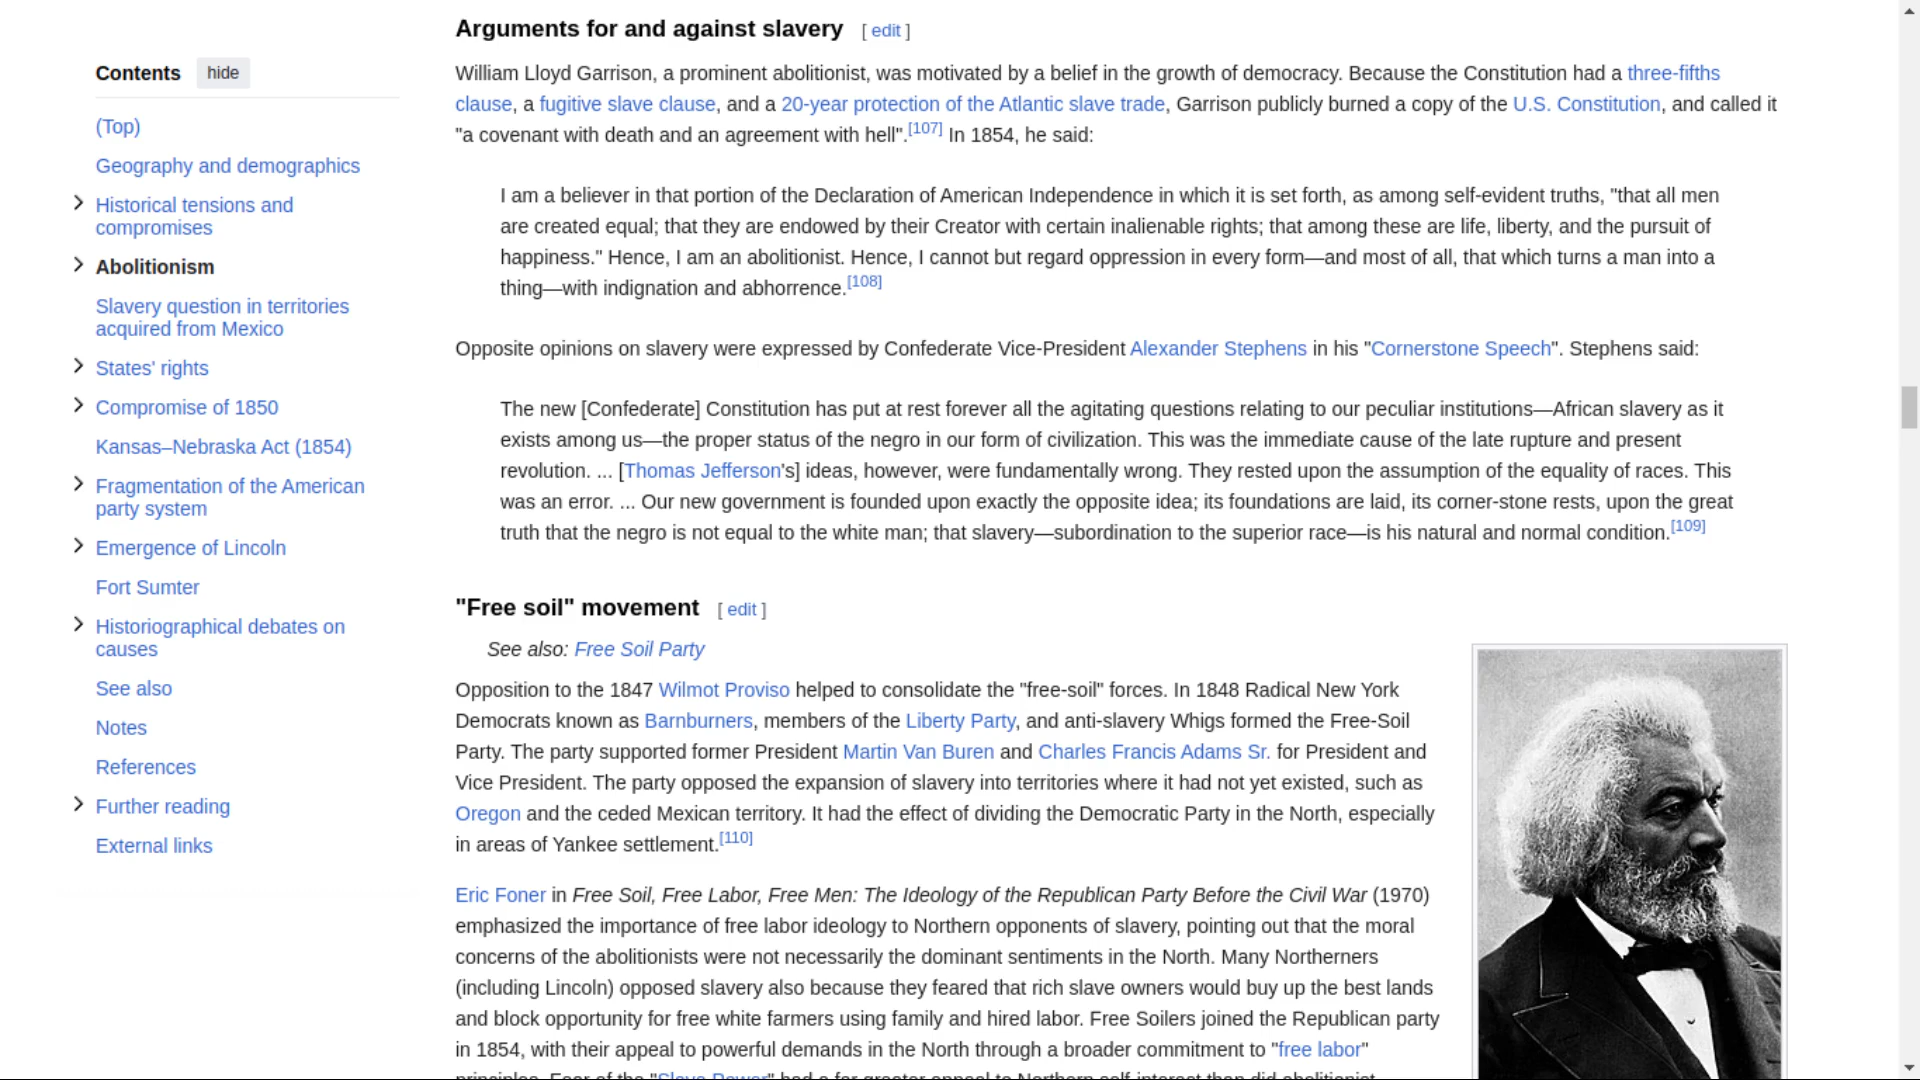 Contents hide
(Top)
Geography and demographics
Historical tensions and
compromises
Abolitionism
Slavery question in territories
acquired from Mexico
States' rights
Compromise of 1850
Kansas–Nebraska Act (1854)
Fragmentation of the American
party system
Emergence of Lincoln
Fort Sumter
Historiographical debates on
causes
See also
Notes
References
Further reading
External links
Arguments for and against slavery [ edit ]
William Lloyd Garrison, a prominent abolitionist, was motivated by a belief in the growth of democracy. Because the Constitution had a three-fifths
clause, a fugitive slave clause, and a 20-year protection of the Atlantic slave trade, Garrison publicly burned a copy of the U.S. Constitution, and called it
"a covenant with death and an agreement with hell".[107] In 1854, he said:
I am a believer in that portion of the Declaration of American Independence in which it is set forth, as among self-evident truths, "that all men
are created equal; that they are endowed by their Creator with certain inalienable rights; that among these are life, liberty, and the pursuit of
happiness." Hence, I am an abolitionist. Hence, I cannot but regard oppression in every form—and most of all, that which turns a man into a
thing—with indignation and abhorrence.[108]
Opposite opinions on slavery were expressed by Confederate Vice-President Alexander Stephens in his "Cornerstone Speech". Stephens said:
The new [Confederate] Constitution has put at rest forever all the agitating questions relating to our peculiar institutions—African slavery as it
exists among us—the proper status of the negro in our form of civilization. This was the immediate cause of the late rupture and present
revolution. ... [Thomas Jefferson's] ideas, however, were fundamentally wrong. They rested upon the assumption of the equality of races. This
was an error. ... Our new government is founded upon exactly the opposite idea; its foundations are laid, its corner-stone rests, upon the great
truth that the negro is not equal to the white man; that slavery—subordination to the superior race—is his natural and normal condition.[109]
"Free soil" movement [ edit ]
See also: Free Soil Party
Opposition to the 1847 Wilmot Proviso helped to consolidate the "free-soil" forces. In 1848 Radical New York
Democrats known as Barnburners, members of the Liberty Party, and anti-slavery Whigs formed the Free-Soil
Party. The party supported former President Martin Van Buren and Charles Francis Adams Sr. for President and
Vice President. The party opposed the expansion of slavery into territories where it had not yet existed, such as
Oregon and the ceded Mexican territory. It had the effect of dividing the Democratic Party in the North, especially
in areas of Yankee settlement.[110]
Eric Foner in Free Soil, Free Labor, Free Men: The Ideology of the Republican Party Before the Civil War (1970)
emphasized the importance of free labor ideology to Northern opponents of slavery, pointing out that the moral
concerns of the abolitionists were not necessarily the dominant sentiments in the North. Many Northerners
(including Lincoln) opposed slavery also because they feared that rich slave owners would buy up the best lands
and block opportunity for free white farmers using family and hired labor. Free Soilers joined the Republican party
in 1854, with their appeal to powerful demands in the North through a broader commitment to "free labor"
principles. Fear of the "Slave Power" had a far greater appeal to Northern self-interest than did abolitionist